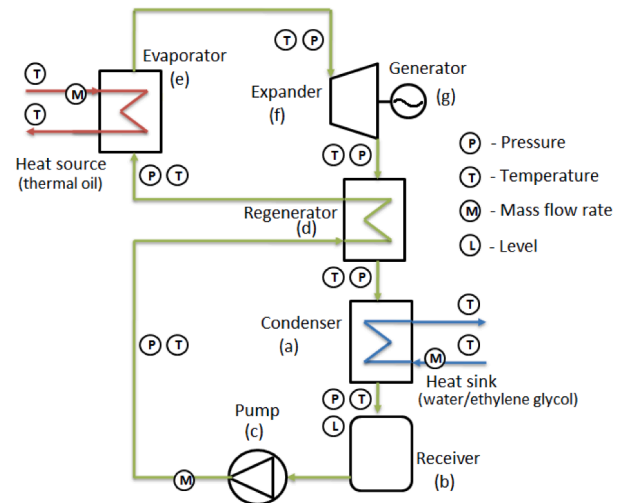 Evaporator
(e)
T
P
T
M
T
Heat source
(thermal oil)
Expander
(f)
Generator
(g)
P
- Pressure
T
- Temperature
M
- Mass flow rate
L
- Level
T
P
P
T
Regenerator
(d)
T
P
Condenser
(a)
T
T
M
Heat sink
(water/ethylene glycol)
P
T
P
T
L
Pump
(c)
M
Receiver
(b)